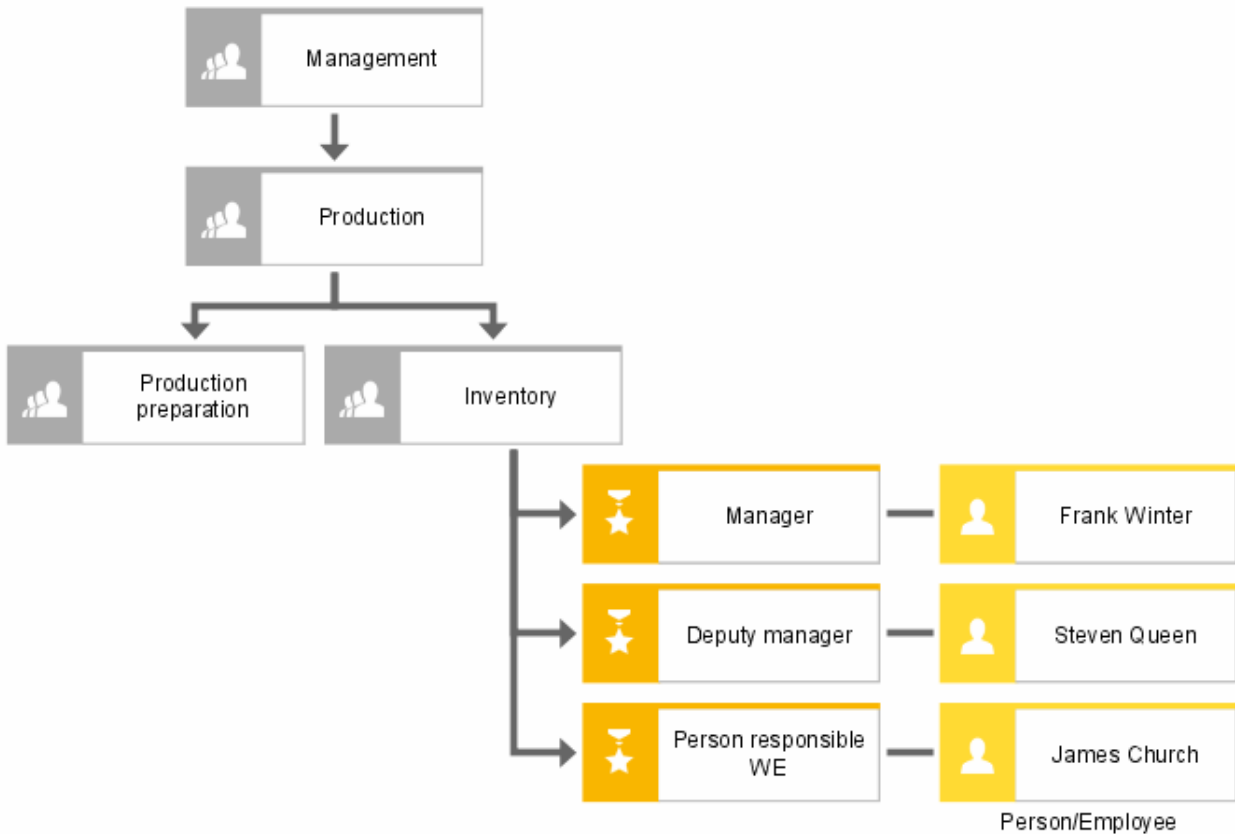 Management
Production
Production
preparation
Inventory
Manager
Frank Winter
Deputy manager
Steven Queen
Person responsible
WE
James Church
Person/Employee